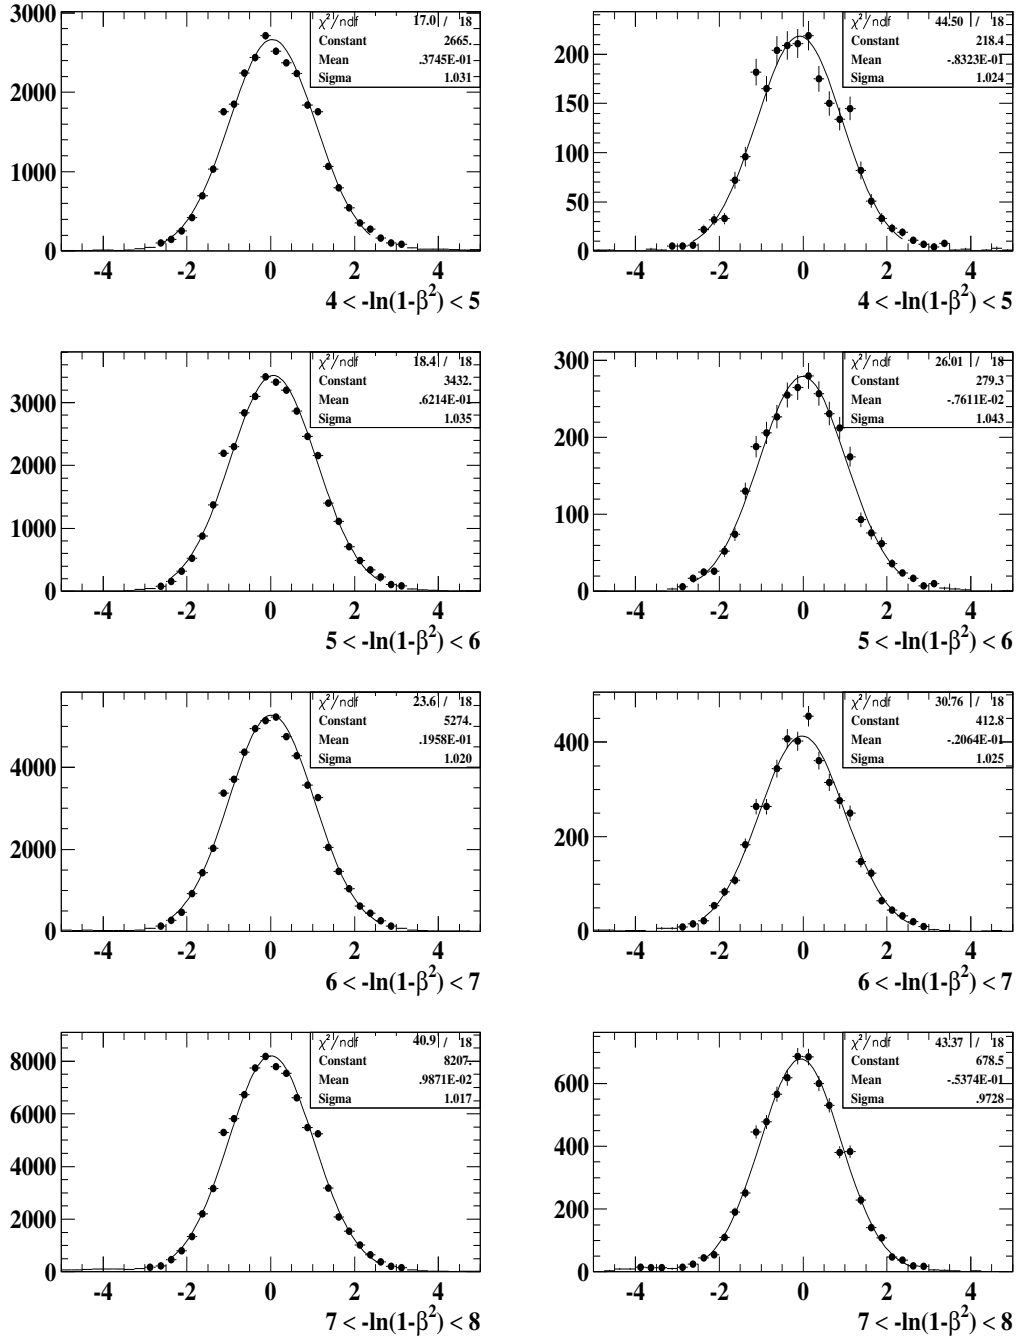 3000
2000
1000
0
χ²/ndf 17.0 / 18
Constant 2665.
Mean .3745E-01
Sigma 1.031
-4 -2 0 2 4
4 < -ln(1-β²) < 5
200
150
100
50
0
χ²/ndf 44.50 / 18
Constant 218.4
Mean -.8323E-01
Sigma 1.024
-4 -2 0 2 4
4 < -ln(1-β²) < 5
3000
2000
1000
0
χ²/ndf 18.4 / 18
Constant 3432.
Mean .6214E-01
Sigma 1.035
-4 -2 0 2 4
5 < -ln(1-β²) < 6
300
200
100
0
χ²/ndf 26.01 / 18
Constant 279.3
Mean -.7611E-02
Sigma 1.043
-4 -2 0 2 4
5 < -ln(1-β²) < 6
4000
2000
0
χ²/ndf 23.6 / 18
Constant 5274.
Mean .1958E-01
Sigma 1.020
-4 -2 0 2 4
6 < -ln(1-β²) < 7
400
200
0
χ²/ndf 30.76 / 18
Constant 412.8
Mean -.2064E-01
Sigma 1.025
-4 -2 0 2 4
6 < -ln(1-β²) < 7
8000
6000
4000
2000
0
χ²/ndf 40.9 / 18
Constant 8207.
Mean .9871E-02
Sigma 1.017
-4 -2 0 2 4
7 < -ln(1-β²) < 8
600
400
200
0
χ²/ndf 43.37 / 18
Constant 678.5
Mean -.5374E-01
Sigma .9728
-4 -2 0 2 4
7 < -ln(1-β²) < 8